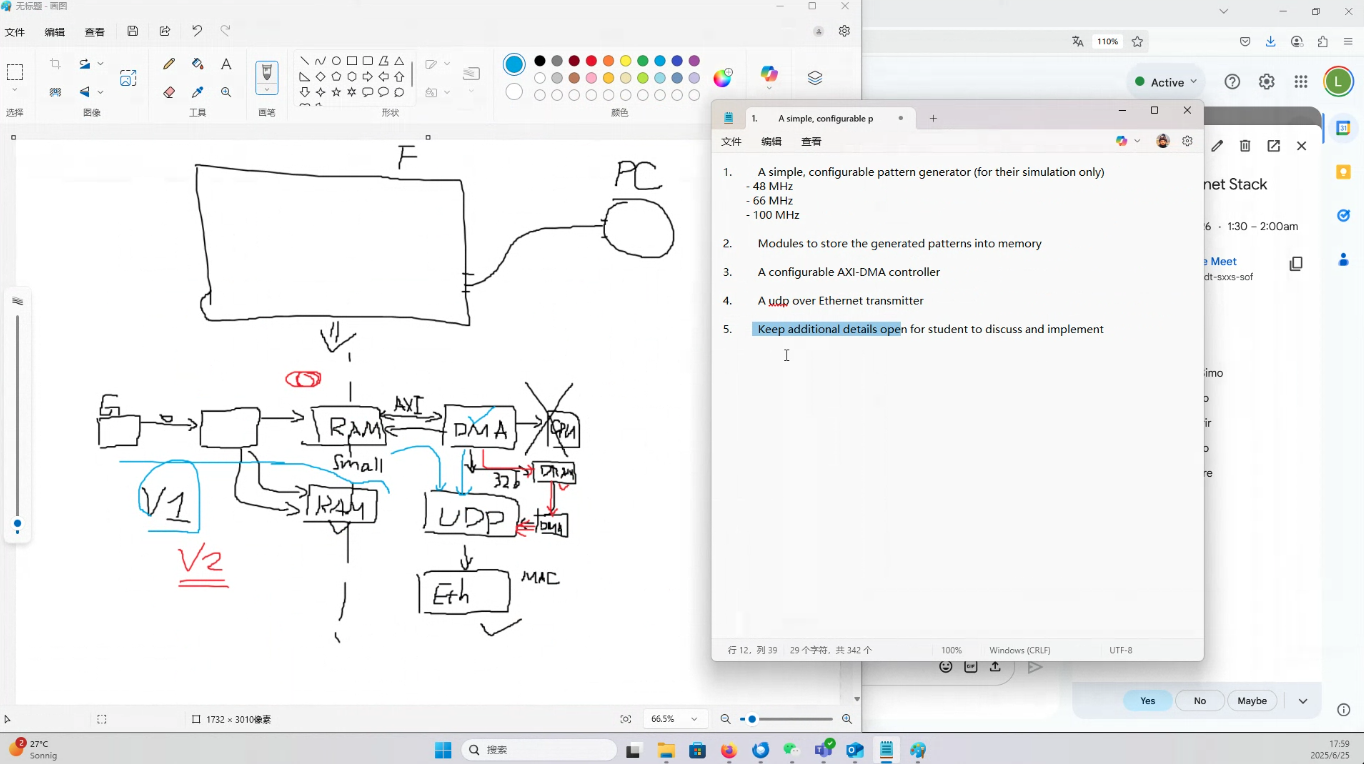 无标题 - 画图
文件 编辑 查看
选择
图像
工具
画笔
形状
颜色
F
PC
G
RAM
AXI
DMA
CPU
small
32b
DRAM
RAM
UDP
DMA
V1
V2
Eth
MAC
1732 × 3010像素
66.5%
110%
Active
L
1. A simple, configurable p
文件 编辑 查看
1. A simple, configurable pattern generator (for their simulation only)
- 48 MHz
- 66 MHz
- 100 MHz
2. Modules to store the generated patterns into memory
3. A configurable AXI-DMA controller
4. A udp over Ethernet transmitter
5. Keep additional details open for student to discuss and implement
行 12, 列 39 29 个字符, 共 342 个 100% Windows (CRLF) UTF-8
net Stack
26 · 1:30 – 2:00am
e Meet
dt-sxxs-sof
imo
Yes No Maybe
2
27°C
Sonnig
搜索
17:59
2025/6/25